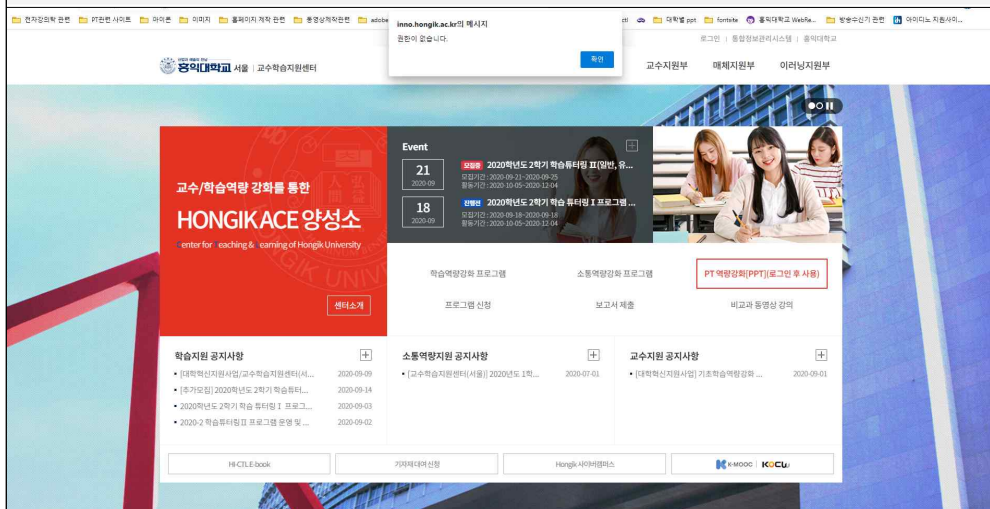 전자강의학 관련 PT관련 사이트 아이폰 이미지 홈페이지 제작 관련 동영상제작관련 adobe
대학별 ppt fontsite 홍익대학교 WebRe... 방송수신기 관련 아이디노 지원사이...
inno.hongik.ac.kr의 메시지
권한이 없습니다.
확인
로그인 | 통합정보관리시스템 | 홍익대학교
홍익대학교 서울 | 교수학습지원센터
교수지원부 매체지원부 이러닝지원부
교수/학습역량 강화를 통한
HONGIK ACE 양성소
Center for Teaching & Learning of Hongik University
센터소개
Event
21
2020-09
모집중 2020학년도 2학기 학습튜터링 II(일반, 유...
모집기간 : 2020-09-21~2020-09-25
활동기간 : 2020-10-05~2020-12-04
18
2020-09
진행전 2020학년도 2학기 학습 튜터링 I 프로그램 ...
모집기간 : 2020-09-18~2020-09-18
활동기간 : 2020-10-05~2020-12-04
학습역량강화 프로그램 소통역량강화 프로그램 PT 역량강화[PPT](로그인 후 사용)
프로그램 신청 보고서 제출 비교과 동영상 강의
학습지원 공지사항
• [대학혁신지원사업/교수학습지원센터(서... 2020-09-09
• [추가모집] 2020학년도 2학기 학습튜터... 2020-09-14
• 2020학년도 2학기 학습 튜터링 I 프로그... 2020-09-03
• 2020-2 학습튜터링 II 프로그램 운영 및 ... 2020-09-02
소통역량지원 공지사항
• [교수학습지원센터(서울)] 2020년도 1학... 2020-07-01
교수지원 공지사항
• [대학혁신지원사업] 기초학습역량강화 ... 2020-09-01
HI-CTL E-book 기자재 대여 신청 Hongik 사이버캠퍼스 K-MOOC | KOCW